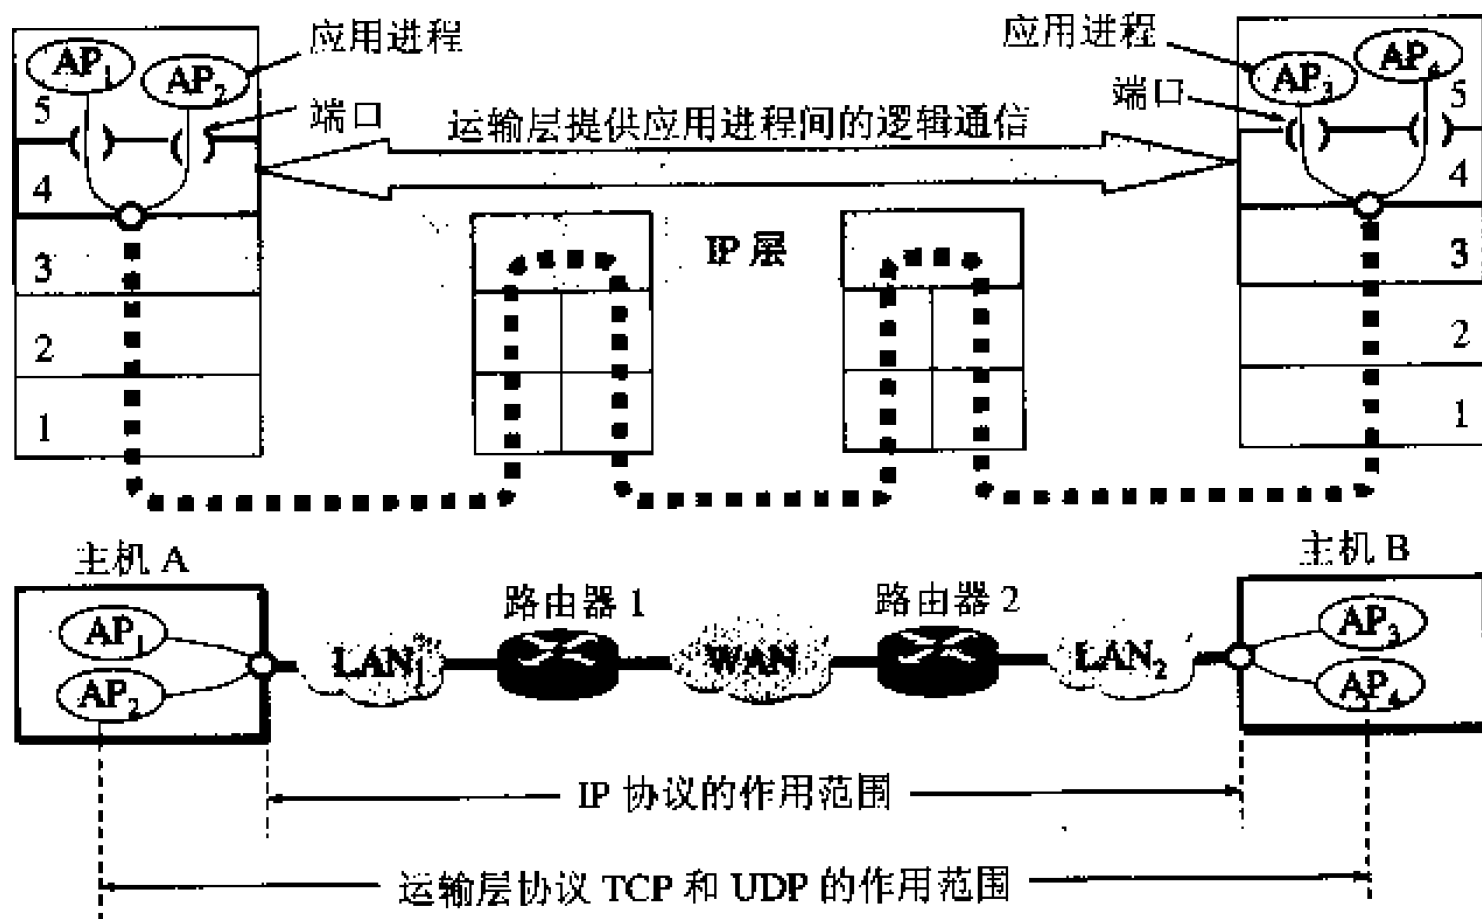 应用进程
应用进程
AP1
AP2
AP3
AP4
端口
端口
5
5
运输层提供应用进程间的逻辑通信
4
4
IP 层
3
3
2
2
1
1
主机 A
主机 B
路由器 1
路由器 2
AP1
AP3
LAN1
WAN
LAN2
AP2
AP4
IP 协议的作用范围
运输层协议 TCP 和 UDP 的作用范围